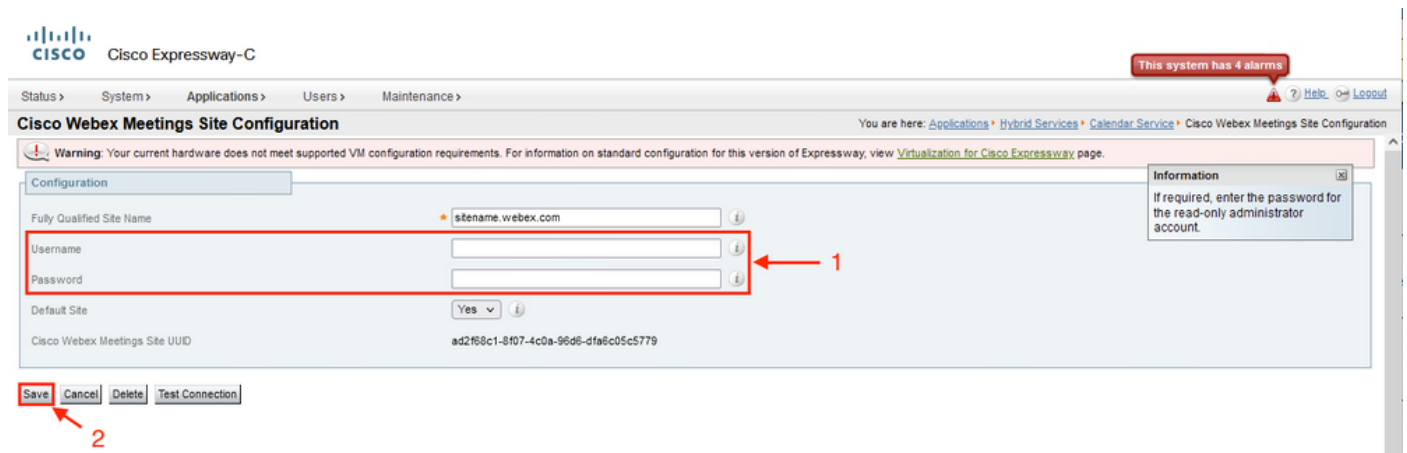 CISCO Cisco Expressway-C
This system has 4 alarms
Status > System > Applications > Users > Maintenance > ? Help Logout
Cisco Webex Meetings Site Configuration You are here: Applications Hybrid Services Calendar Service Cisco Webex Meetings Site Configuration
Warning: Your current hardware does not meet supported VM configuration requirements. For information on standard configuration for this version of Expressway, view Virtualization for Cisco Expressway page.
Configuration
Information x
If required, enter the password for
the read-only administrator
account.
Fully Qualified Site Name * sitename.webex.com i
Username i
1
Password i
Default Site Yes i
Cisco Webex Meetings Site UUID ad2f68c1-8f07-4c0a-96d6-dfa6c05c5779
Save Cancel Delete Test Connection
2